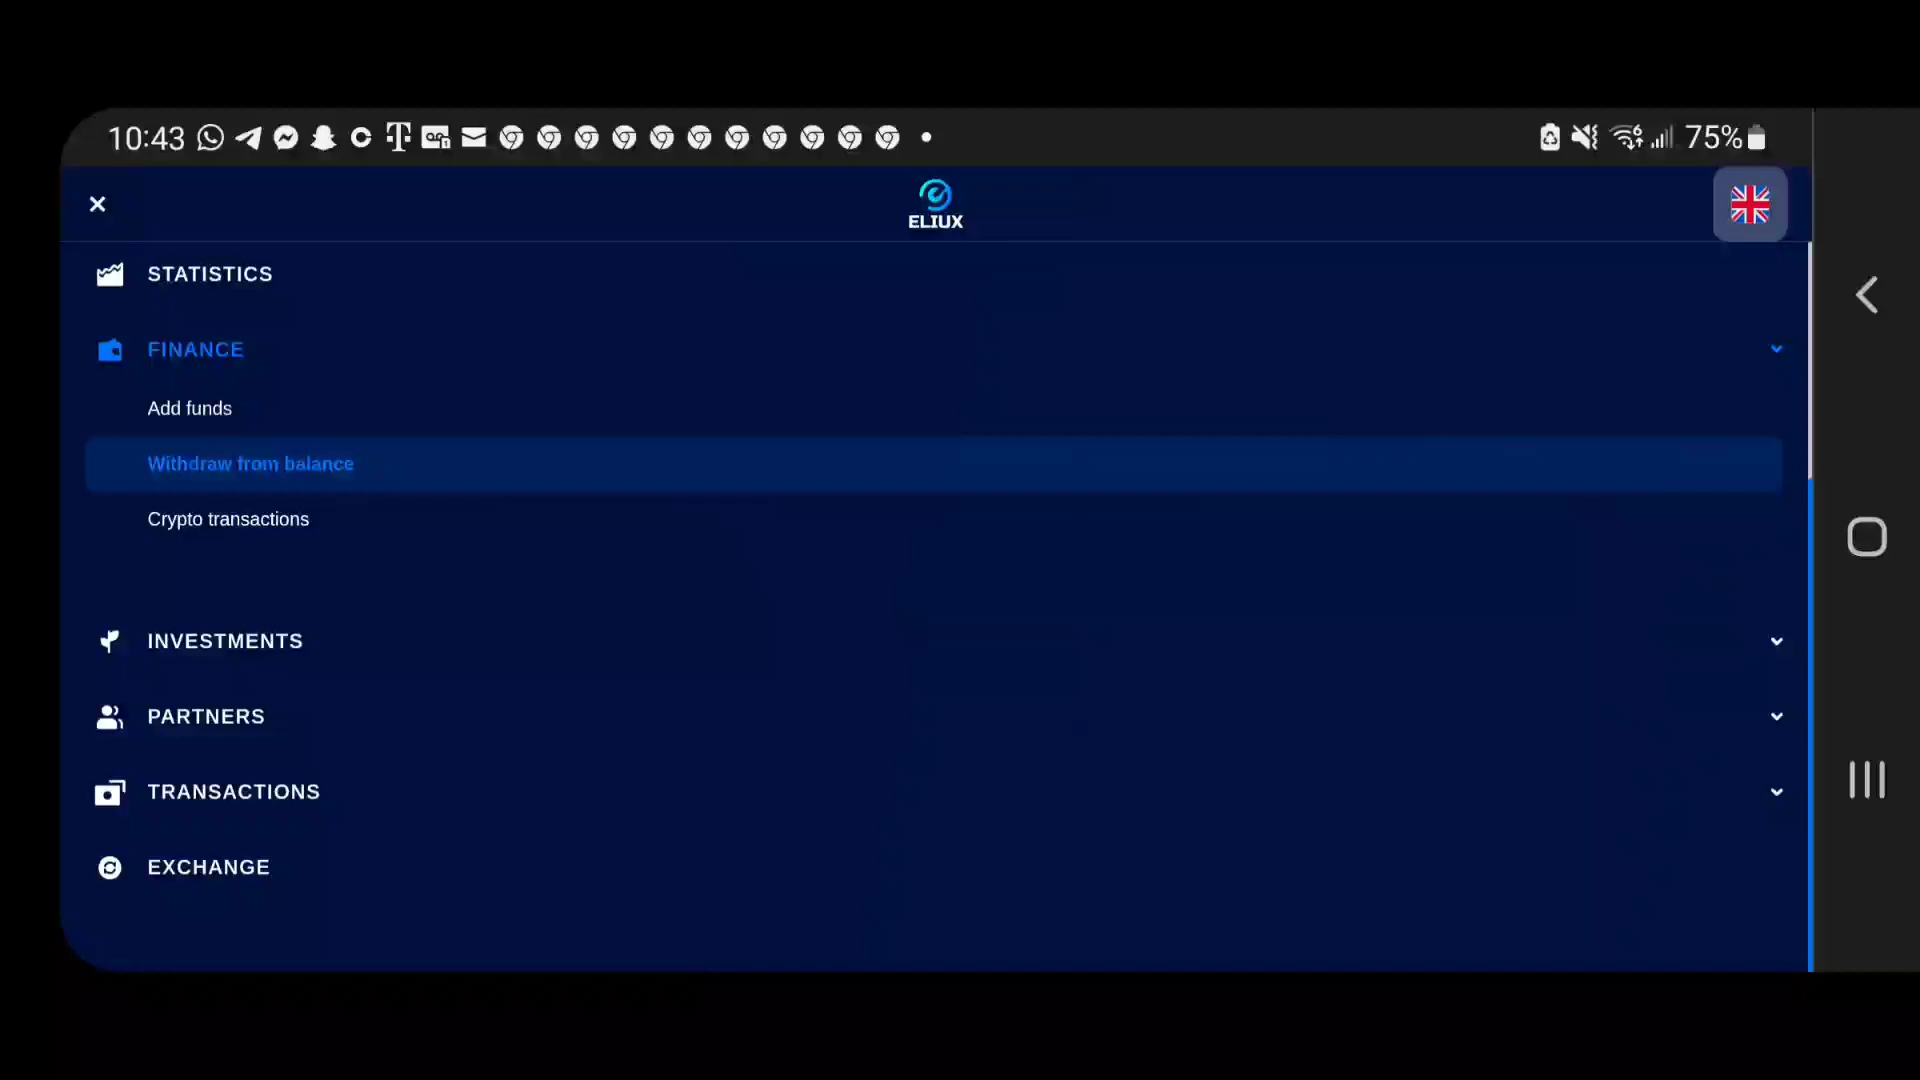 10:43
75%
ELIUX
STATISTICS
FINANCE
Add funds
Withdraw from balance
Crypto transactions
INVESTMENTS
PARTNERS
TRANSACTIONS
EXCHANGE